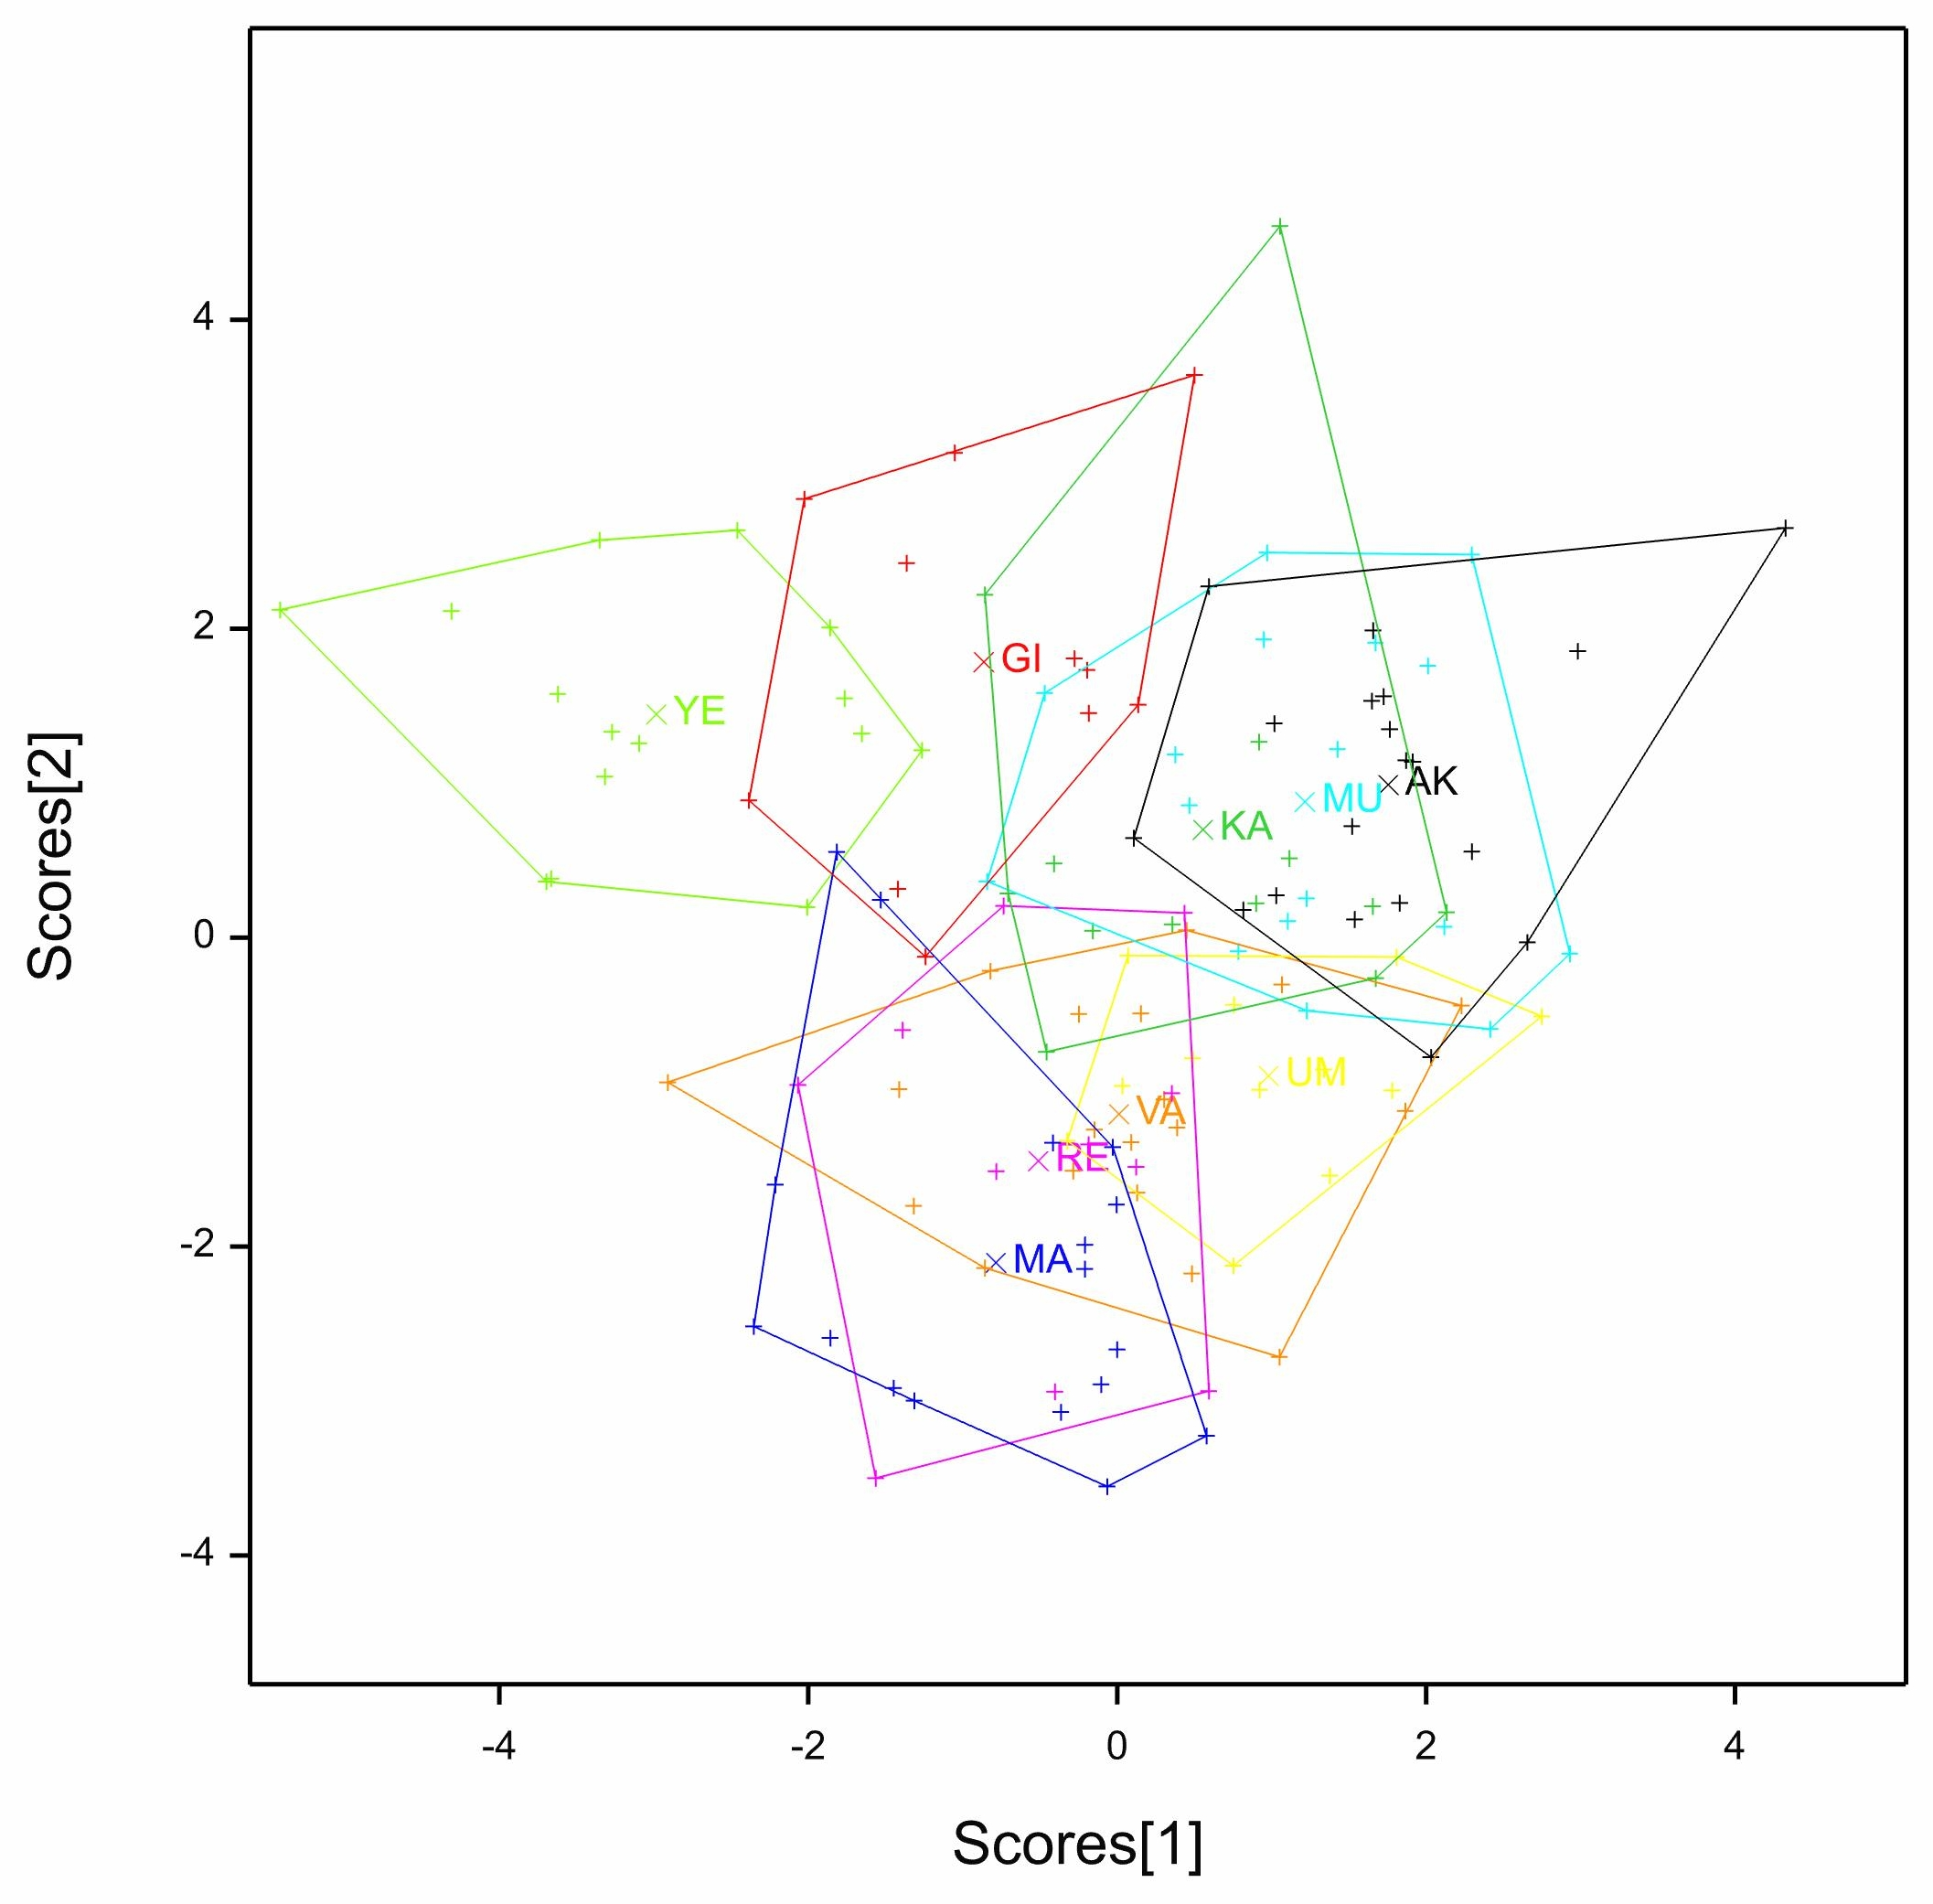 4
2
0
-2
-4
Scores[2]
GI
YE
AK
MU
KA
UM
VA
RE
MA
-4 -2 0 2 4
Scores[1]